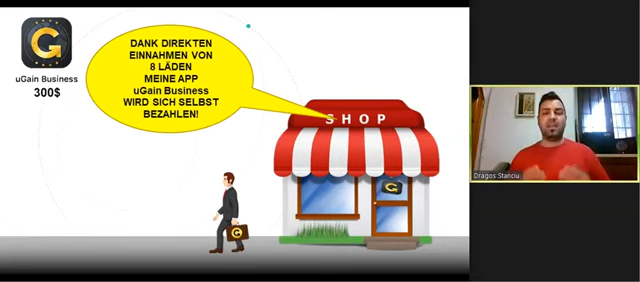 uGain Business
300$
DANK DIREKTEN
EINNAHMEN VON
8 LÄDEN
MEINE APP
uGain Business
WIRD SICH SELBST
BEZAHLEN!
SHOP
Dragos Stanciu